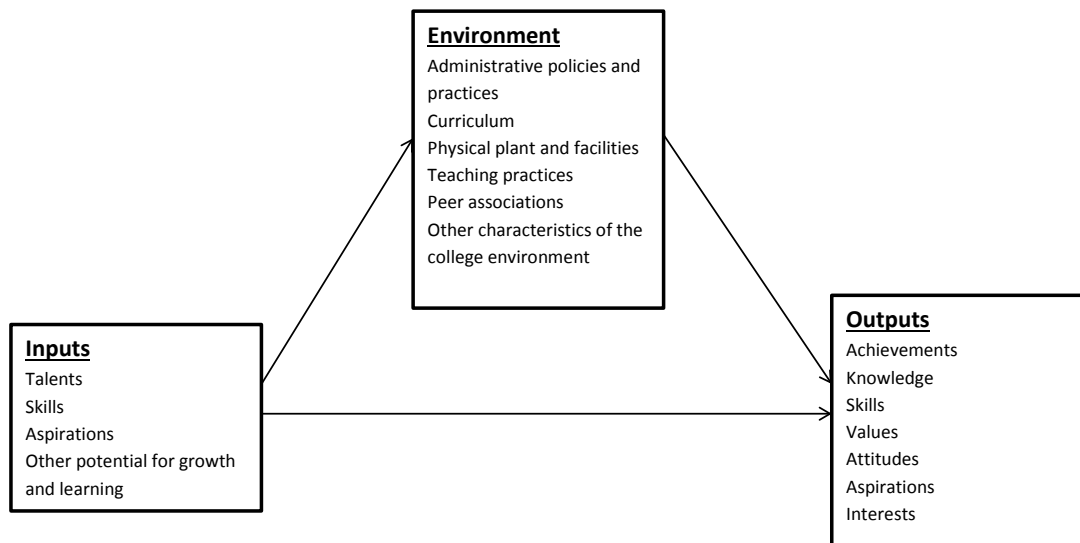 Environment
Administrative policies and
practices
Curriculum
Physical plant and facilities
Teaching practices
Peer associations
Other characteristics of the
college environment
Inputs
Talents
Skills
Aspirations
Other potential for growth
and learning
Outputs
Achievements
Knowledge
Skills
Values
Attitudes
Aspirations
Interests